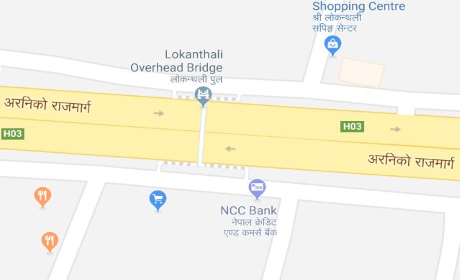 Shopping Centre
श्री लोकन्थली
सपिङ्ग सेन्टर
Lokanthali
Overhead Bridge
लोकन्थली पुल
अरनिको राजमार्ग
H03
H03
अरनिको राजमार्ग
NCC Bank
नेपाल क्रेडिट
एण्ड कमर्स बैंक